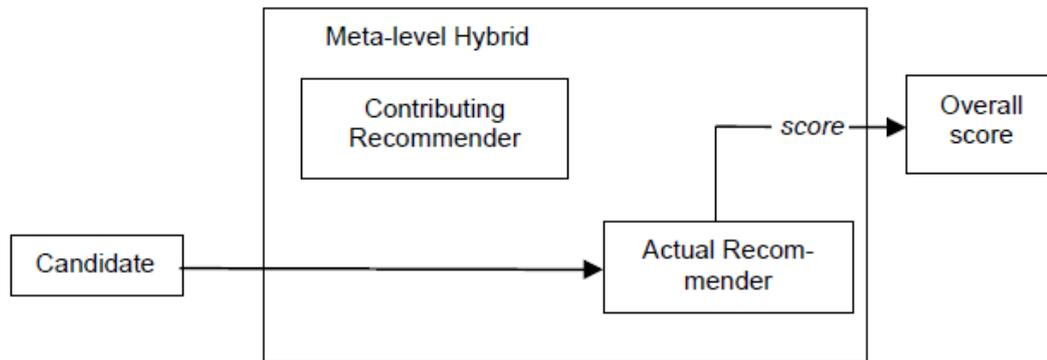 Meta-level Hybrid
Contributing
Recommender
score
Overall
score
Candidate
Actual Recom-
mender